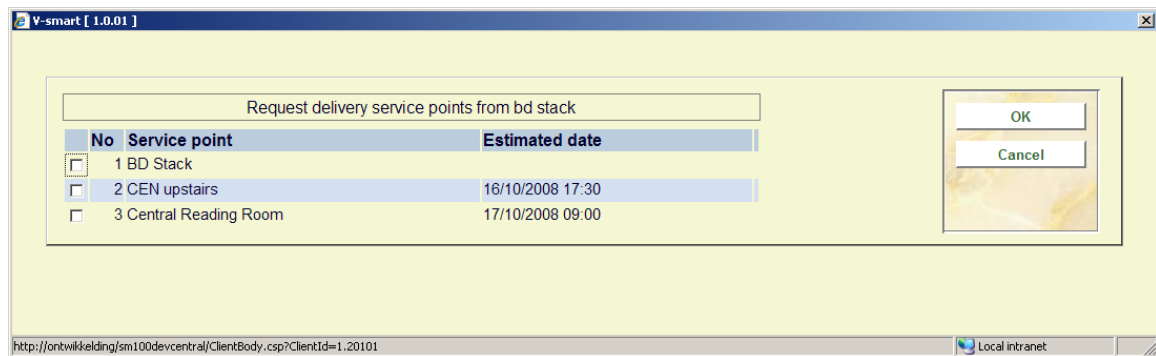 V-smart [ 1.0.01 ]
Request delivery service points from bd stack
OK
Cancel
No Service point Estimated date
1 BD Stack
2 CEN upstairs 16/10/2008 17:30
3 Central Reading Room 17/10/2008 09:00
http://ontwikkelding/sm100devcentral/ClientBody.csp?ClientId=1.20101 Local intranet